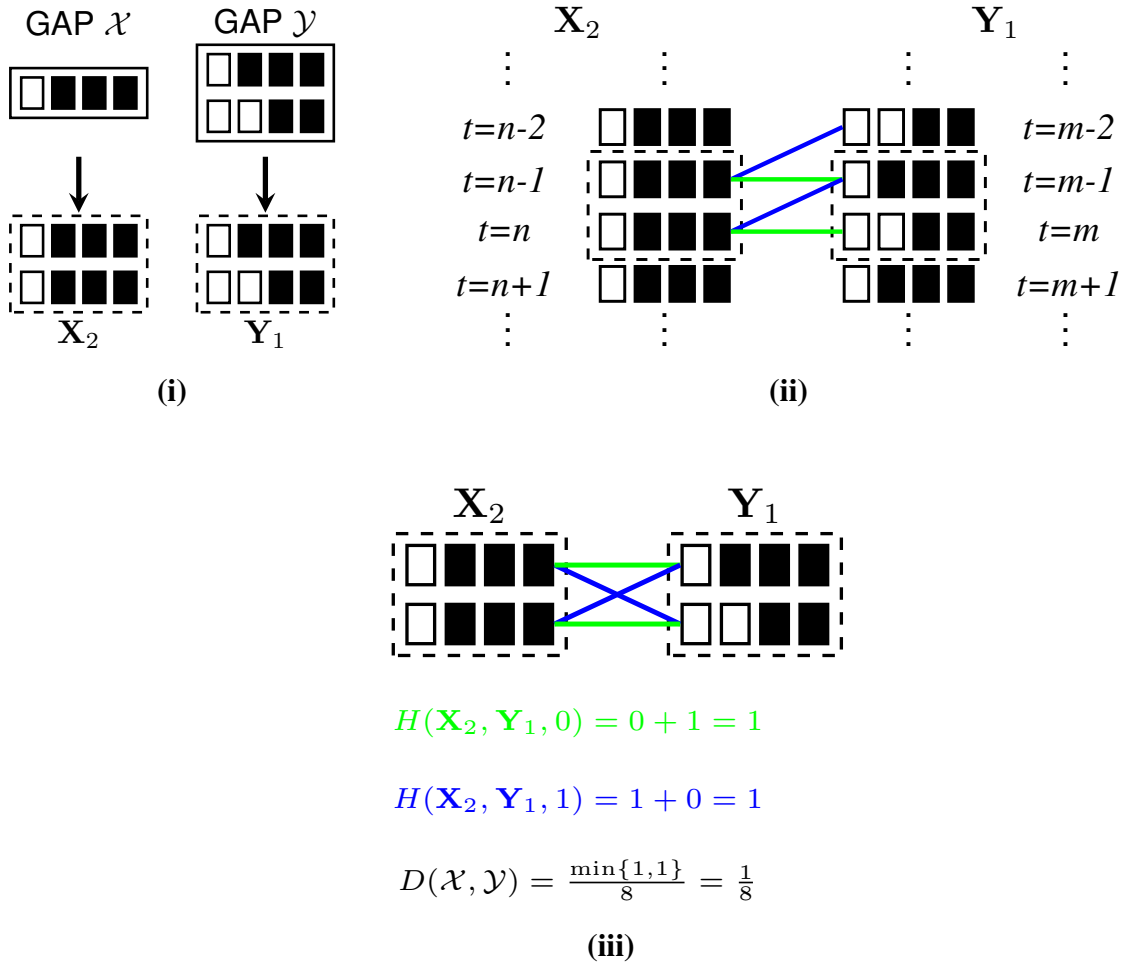 GAP 𝒳
GAP 𝒴
X₂
Y₁
(i)
X₂
Y₁
⋮ ⋮ ⋮ ⋮
t=n-2
t=m-2
t=n-1
t=m-1
t=n
t=m
t=n+1
t=m+1
⋮ ⋮ ⋮ ⋮
(ii)
X₂
Y₁
H(X₂, Y₁, 0) = 0 + 1 = 1
H(X₂, Y₁, 1) = 1 + 0 = 1
D(𝒳, 𝒴) = min{1,1}/8 = 1/8
(iii)